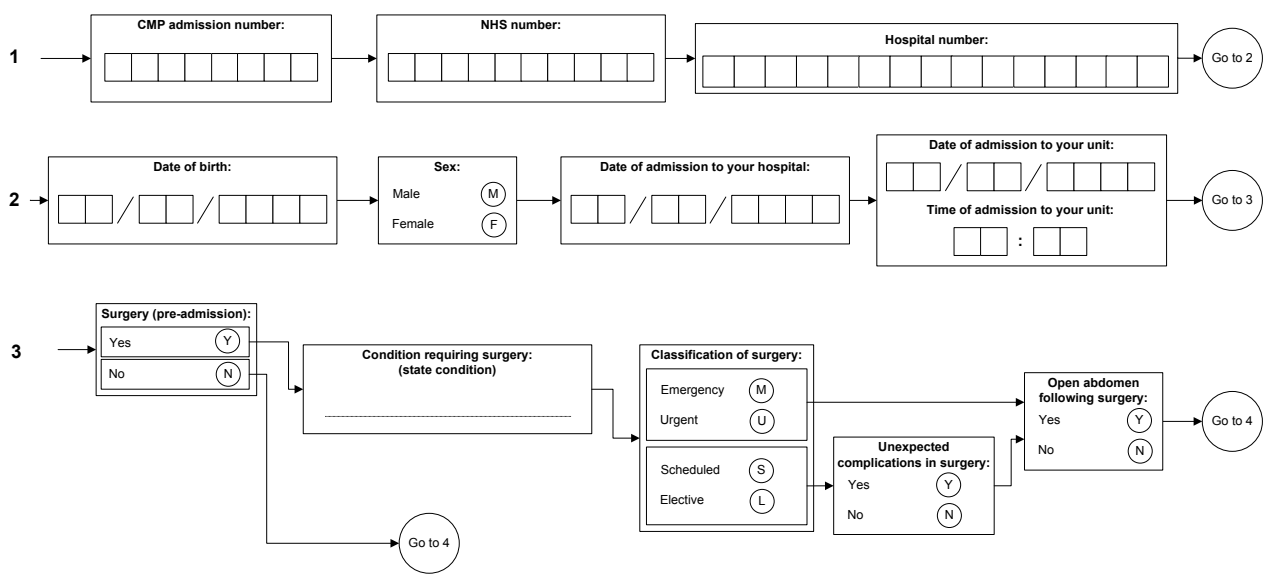 1
CMP admission number:
NHS number:
Hospital number:
Go to 2
2
Date of birth:
/ /
Sex:
Male M
Female F
Date of admission to your hospital:
/ /
Date of admission to your unit:
/ /
Time of admission to your unit:
:
Go to 3
3
Surgery (pre-admission):
Yes Y
No N
Condition requiring surgery:
(state condition)
Classification of surgery:
Emergency M
Urgent U
Scheduled S
Elective L
Unexpected
complications in surgery:
Yes Y
No N
Open abdomen
following surgery:
Yes Y
No N
Go to 4
Go to 4